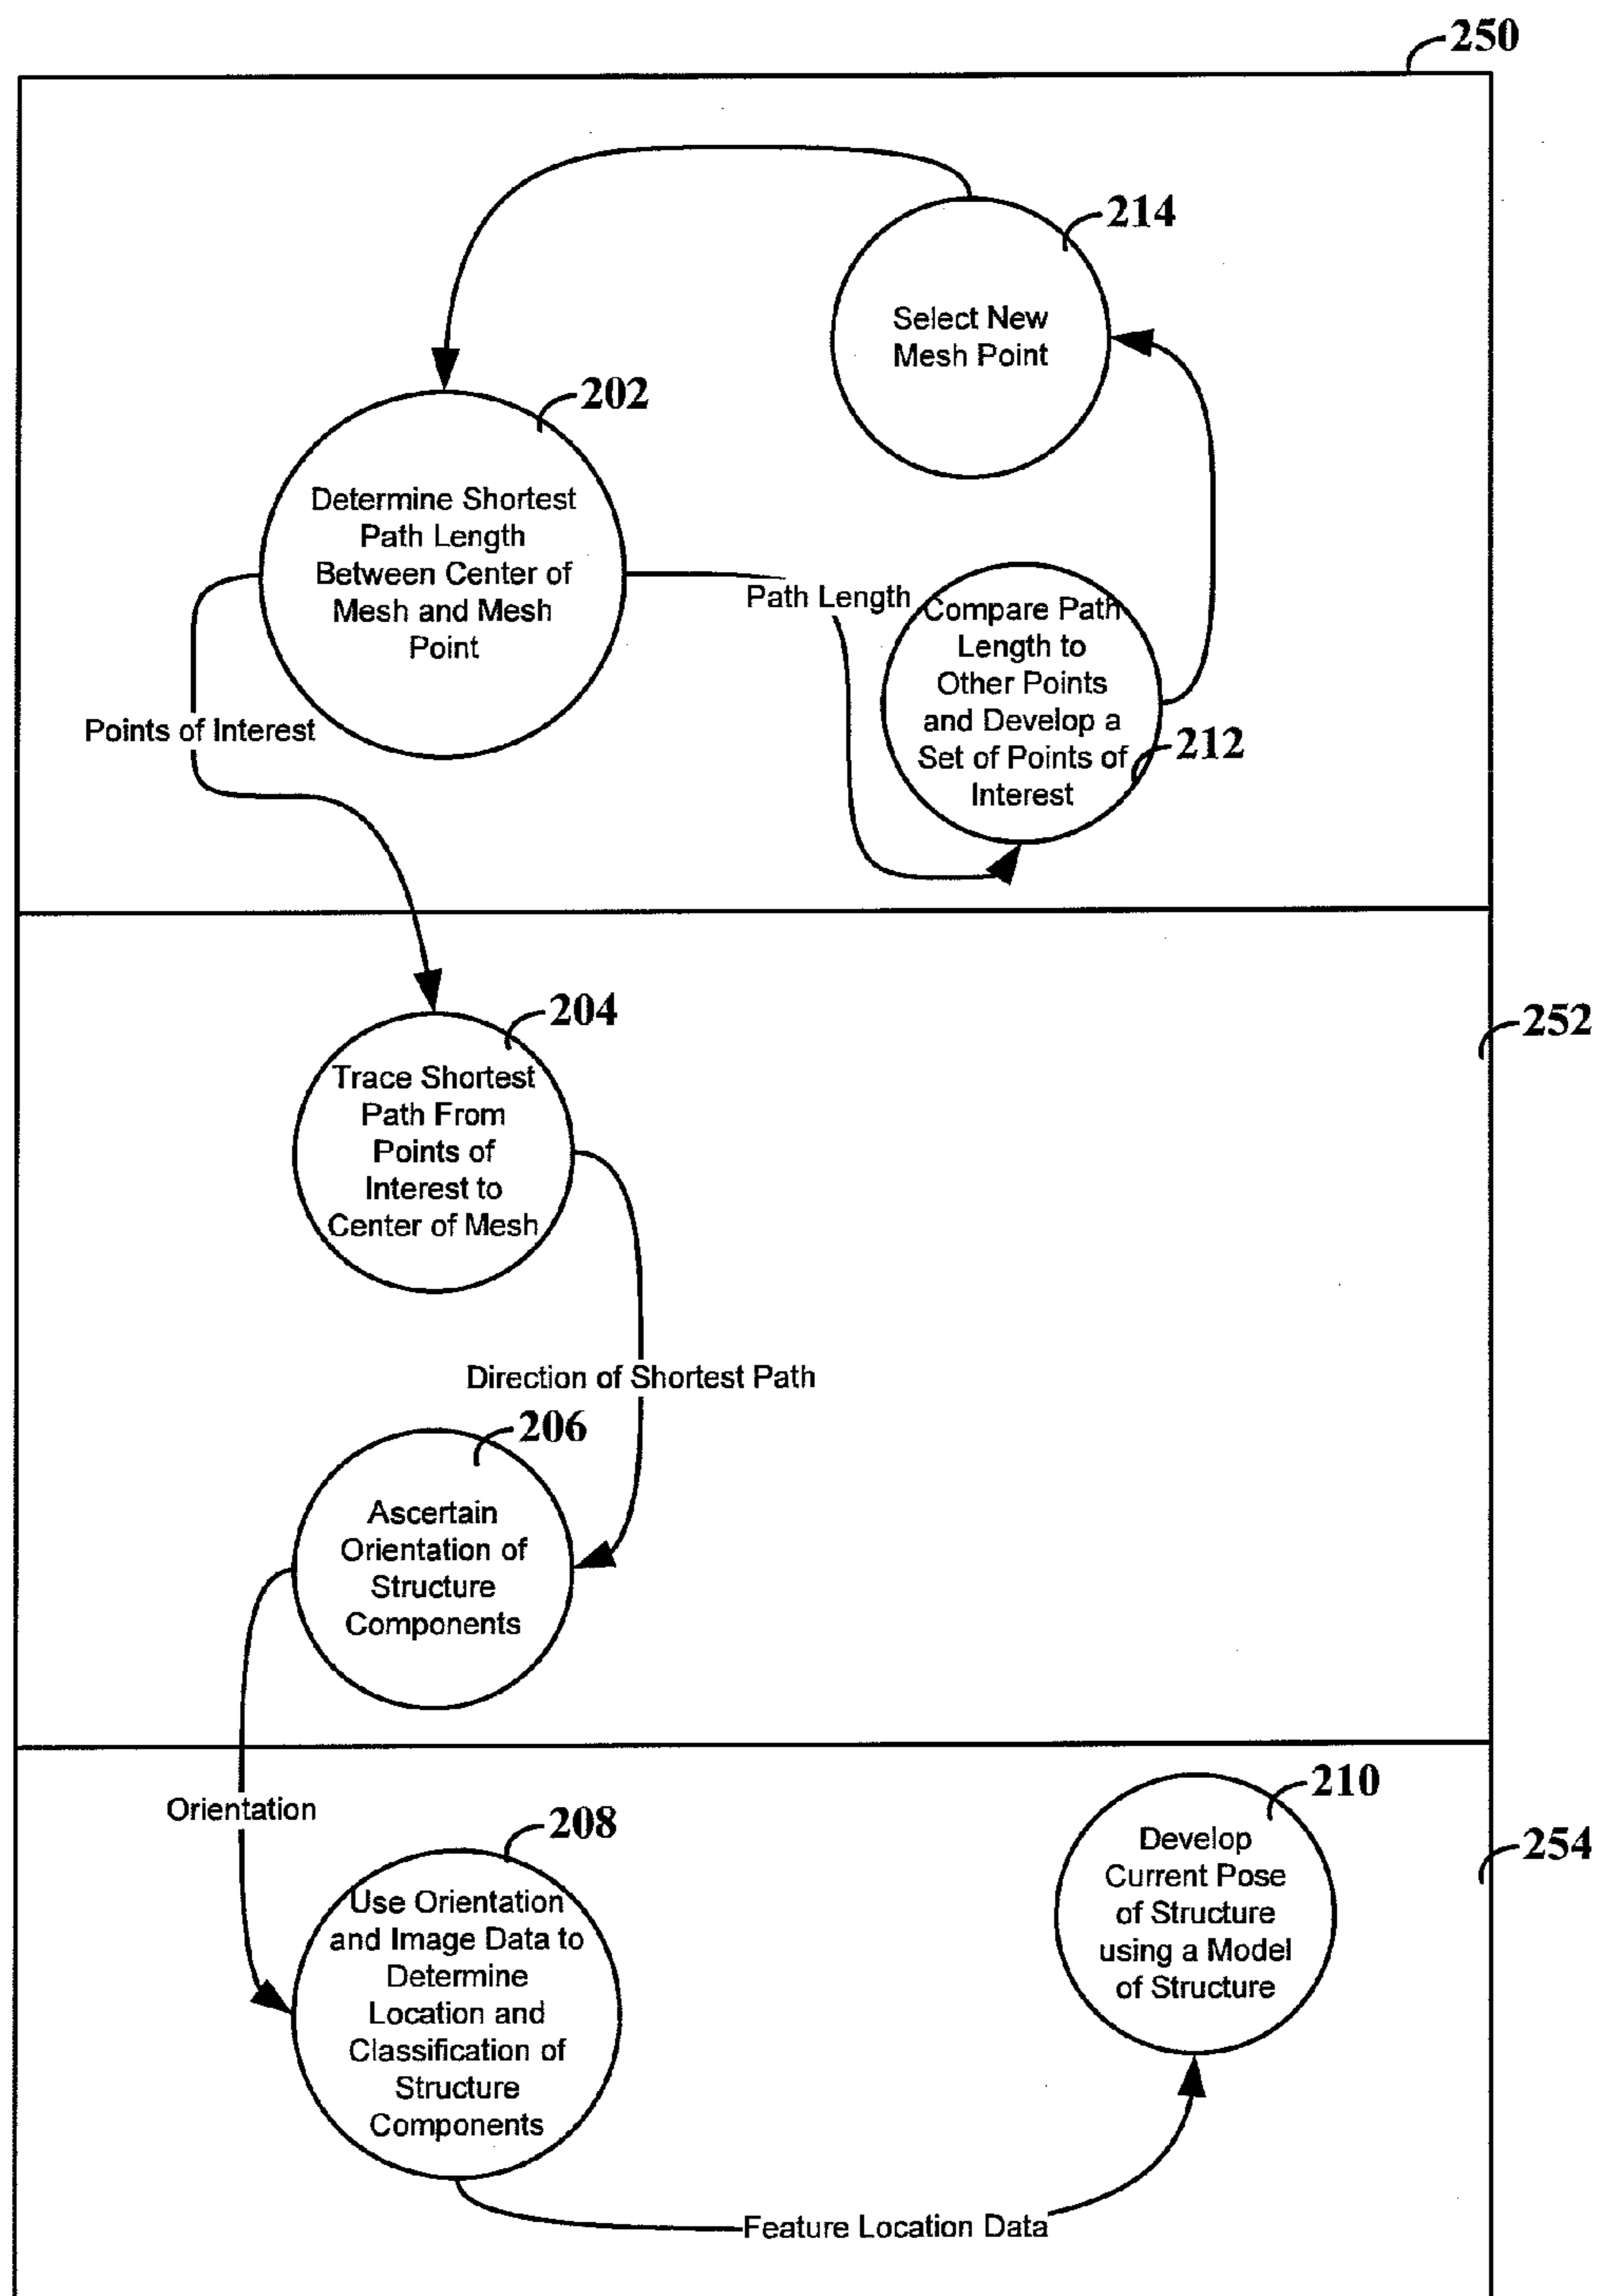 250
214
Select New
Mesh Point
202
Determine Shortest
Path Length
Between Center of
Mesh and Mesh
Point
Path Length
Compare Path
Length to
Other Points
and Develop a
Set of Points of
Interest
212
Points of Interest
204
Trace Shortest
Path From
Points of
Interest to
Center of Mesh
252
Direction of Shortest Path
206
Ascertain
Orientation of
Structure
Components
Orientation
208
Use Orientation
and Image Data to
Determine
Location and
Classification of
Structure
Components
210
Develop
Current Pose
of Structure
using a Model
of Structure
254
Feature Location Data